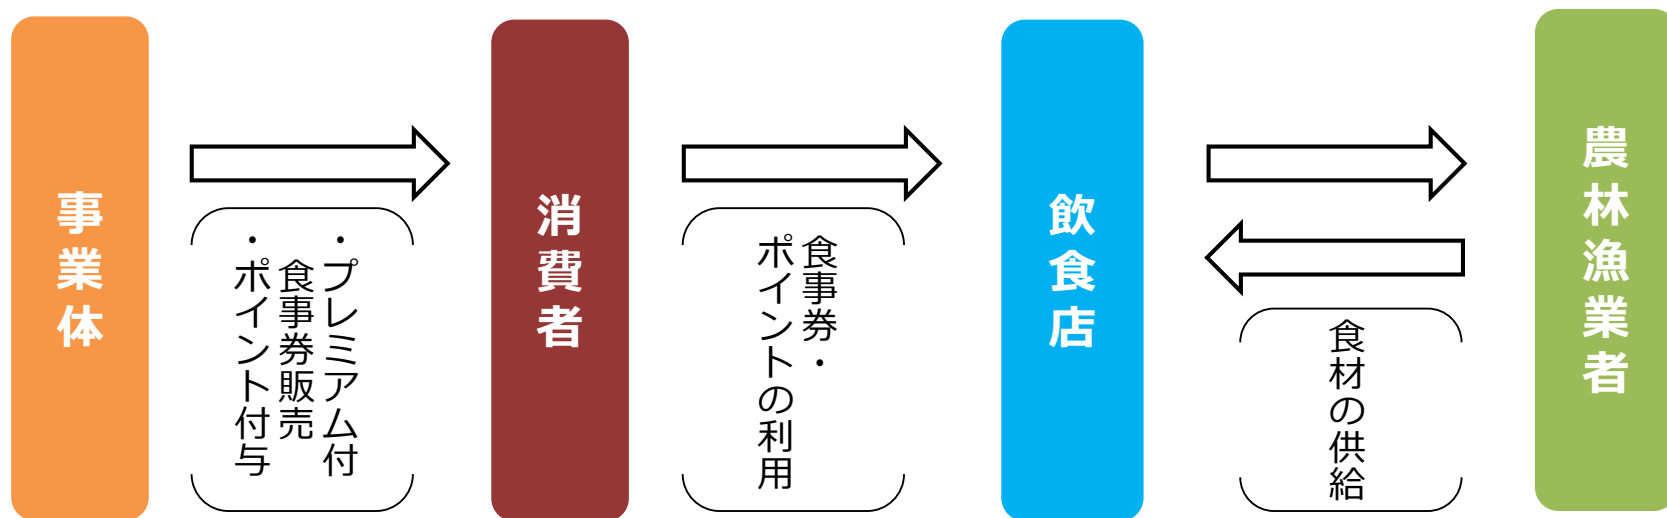 事業体
・プレミアム付
食事券販売
・ポイント付与
消費者
食事券・
ポイントの利用
飲食店
食材の供給
農林漁業者